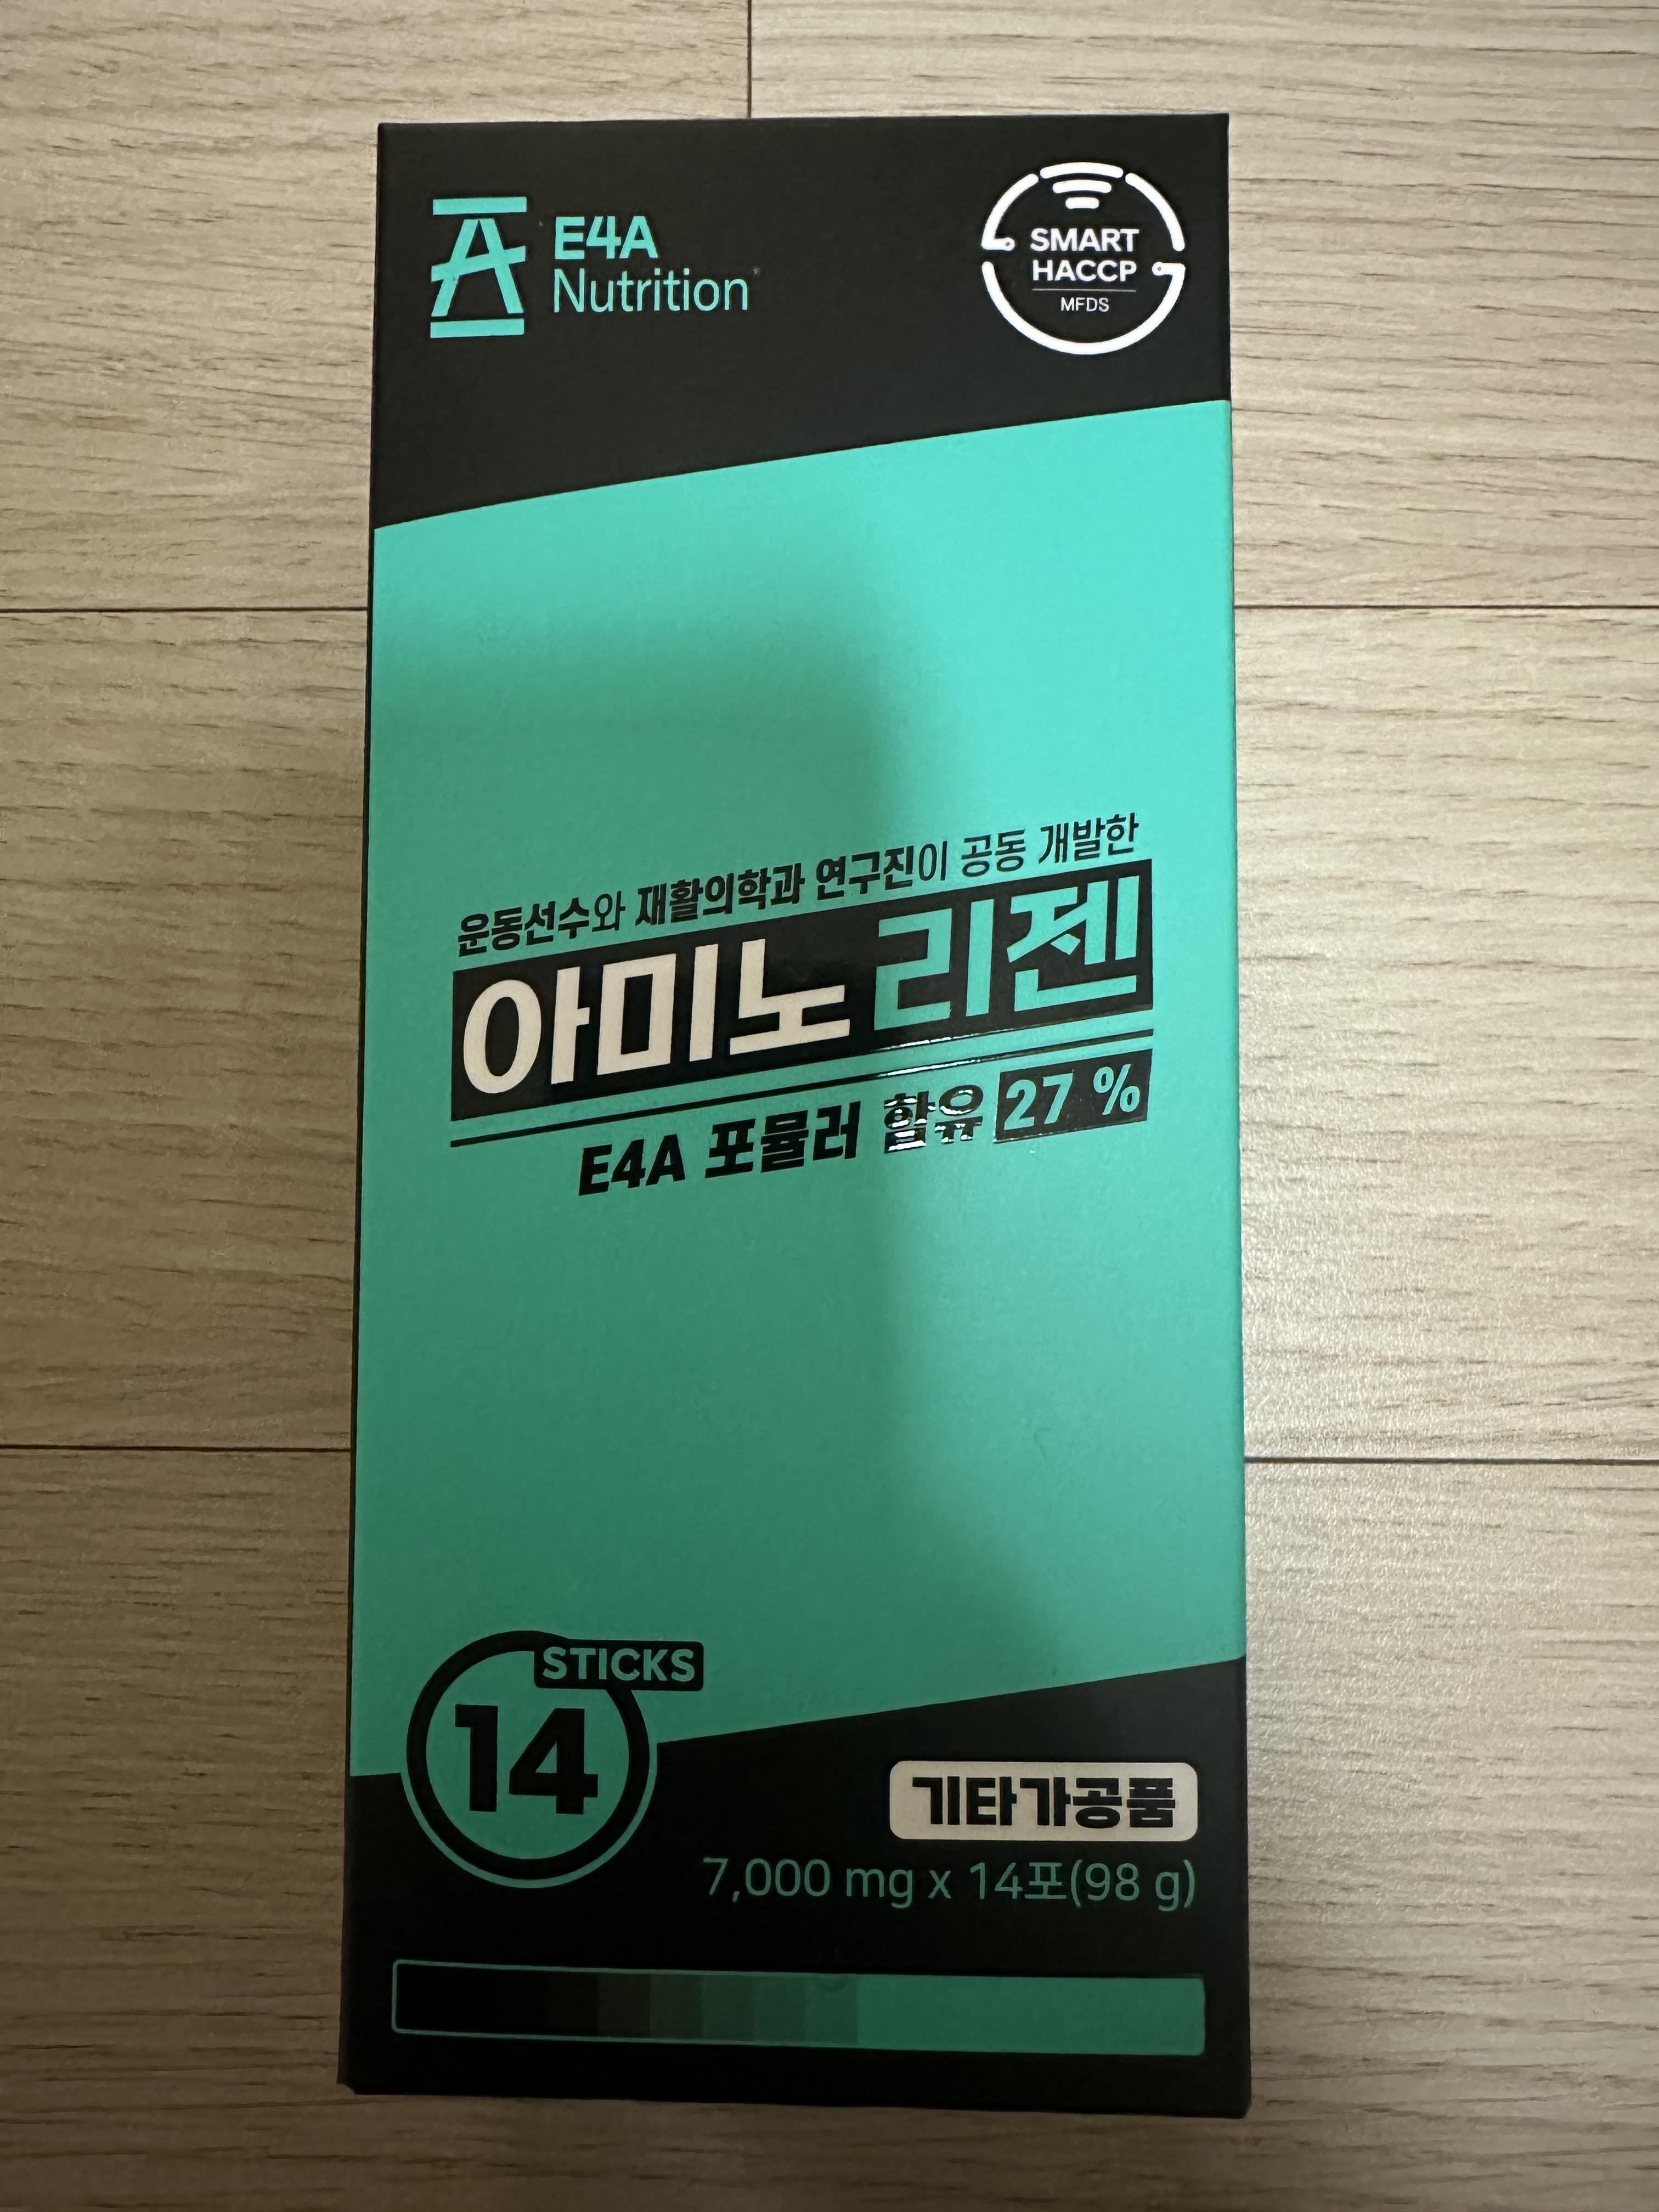 E4A
Nutrition
SMART
HACCP
MFDS
운동선수와 재활의학과 연구진이 공동 개발한
아미노 리젠
E4A 포뮬러 함유 27 %
STICKS
14
기타가공품
7,000 mg x 14포(98 g)